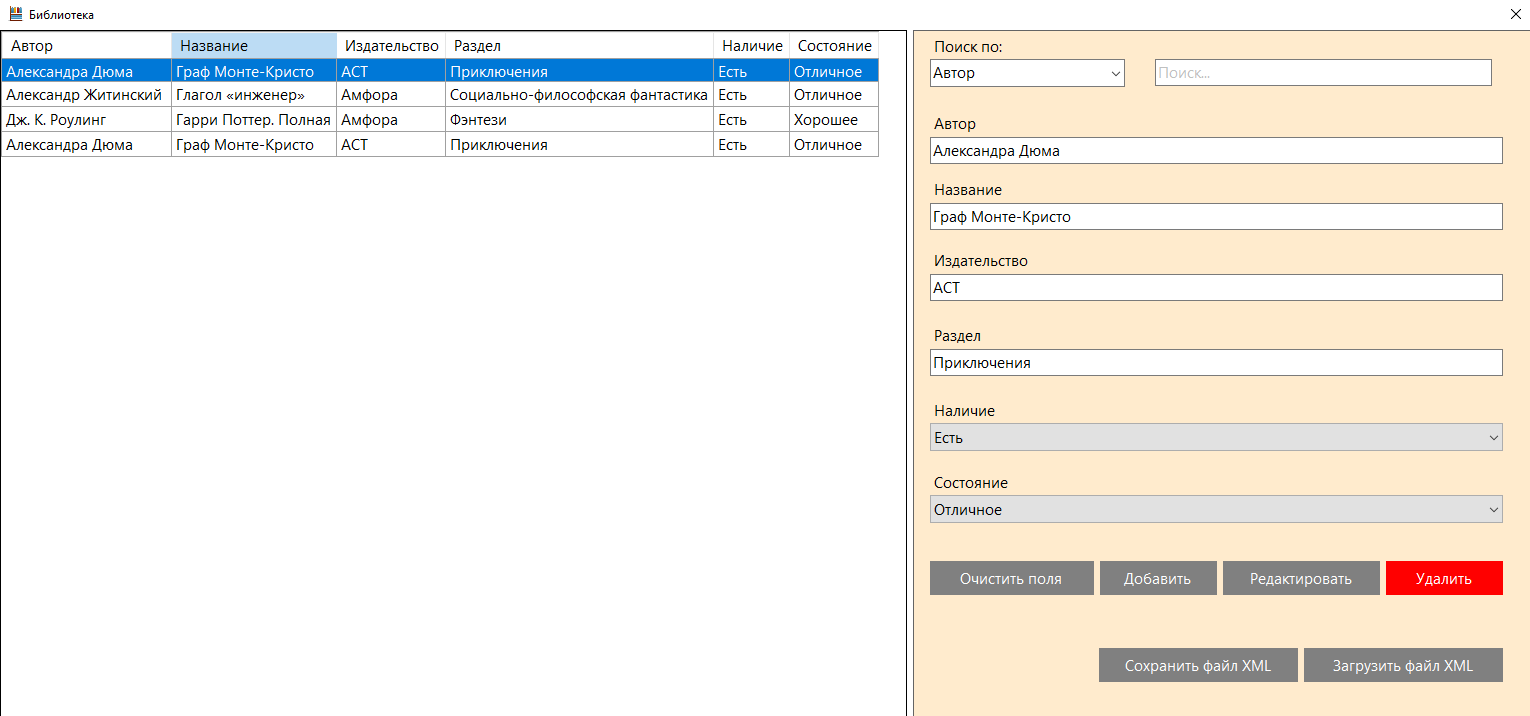 Библиотека
Автор Название Издательство Раздел Наличие Состояние
Александра Дюма Граф Монте-Кристо АСТ Приключения Есть Отличное
Александр Житинский Глагол «инженер» Амфора Социально-философская фантастика Есть Отличное
Дж. К. Роулинг Гарри Поттер. Полная Амфора Фэнтези Есть Хорошее
Александра Дюма Граф Монте-Кристо АСТ Приключения Есть Отличное
Поиск по:
Автор Поиск...
Автор
Александра Дюма
Название
Граф Монте-Кристо
Издательство
АСТ
Раздел
Приключения
Наличие
Есть
Состояние
Отличное
Очистить поля Добавить Редактировать Удалить
Сохранить файл XML Загрузить файл XML